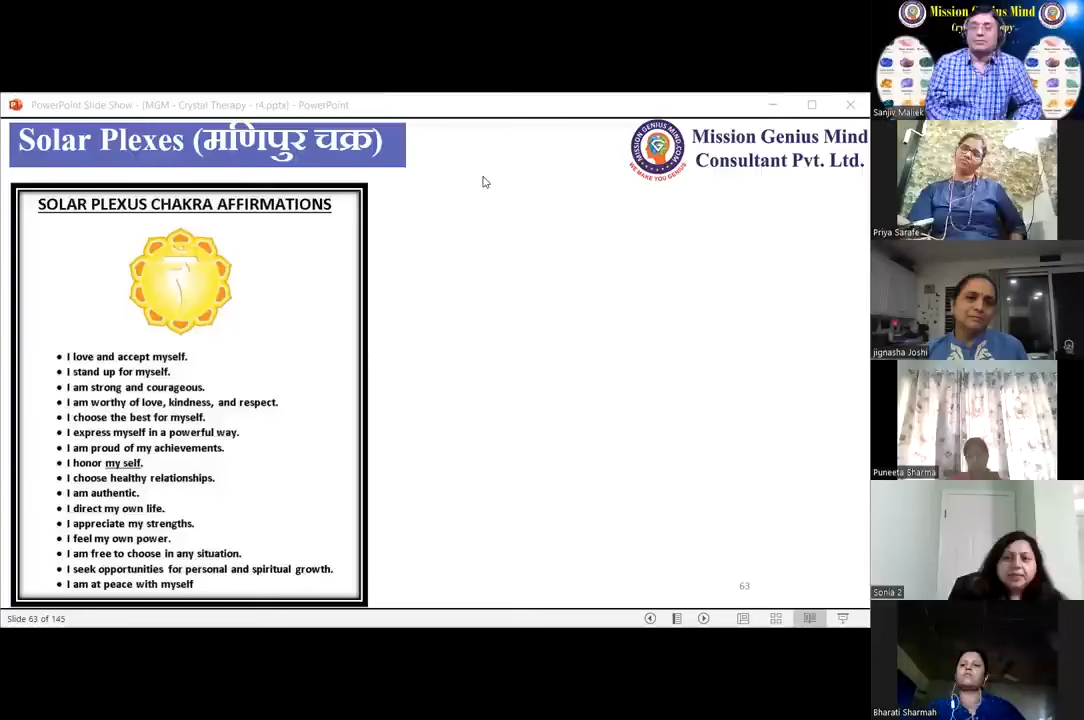 PowerPoint Slide Show - [MGM - Crystal Therapy - r4.pptx] - PowerPoint
Solar Plexes (मणिपुर चक्र)
MISSION GENIUS MIND.COM
WE MAKE YOU GENIUS
Mission Genius Mind
Consultant Pvt. Ltd.
SOLAR PLEXUS CHAKRA AFFIRMATIONS
• I love and accept myself.
• I stand up for myself.
• I am strong and courageous.
• I am worthy of love, kindness, and respect.
• I choose the best for myself.
• I express myself in a powerful way.
• I am proud of my achievements.
• I honor my self.
• I choose healthy relationships.
• I am authentic.
• I direct my own life.
• I appreciate my strengths.
• I feel my own power.
• I am free to choose in any situation.
• I seek opportunities for personal and spiritual growth.
• I am at peace with myself
63
Slide 63 of 145
Sanjiv Maliek
Priya Sarafe
jignasha Joshi
Puneeta Sharma
Sonia 2
Bharati Sharmah